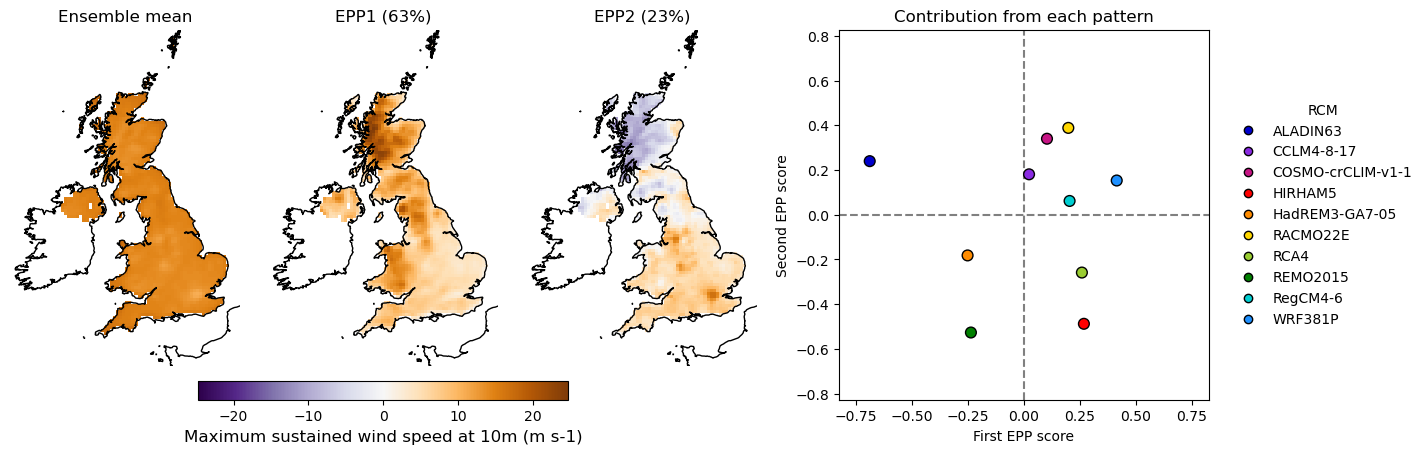 Ensemble mean
EPP1 (63%)
EPP2 (23%)
−20 −10 0 10 20
Maximum sustained wind speed at 10m (m s-1)
Contribution from each pattern
Second EPP score
0.8
0.6
0.4
0.2
0.0
−0.2
−0.4
−0.6
−0.8
−0.75 −0.50 −0.25 0.00 0.25 0.50 0.75
First EPP score
RCM
ALADIN63
CCLM4-8-17
COSMO-crCLIM-v1-1
HIRHAM5
HadREM3-GA7-05
RACMO22E
RCA4
REMO2015
RegCM4-6
WRF381P